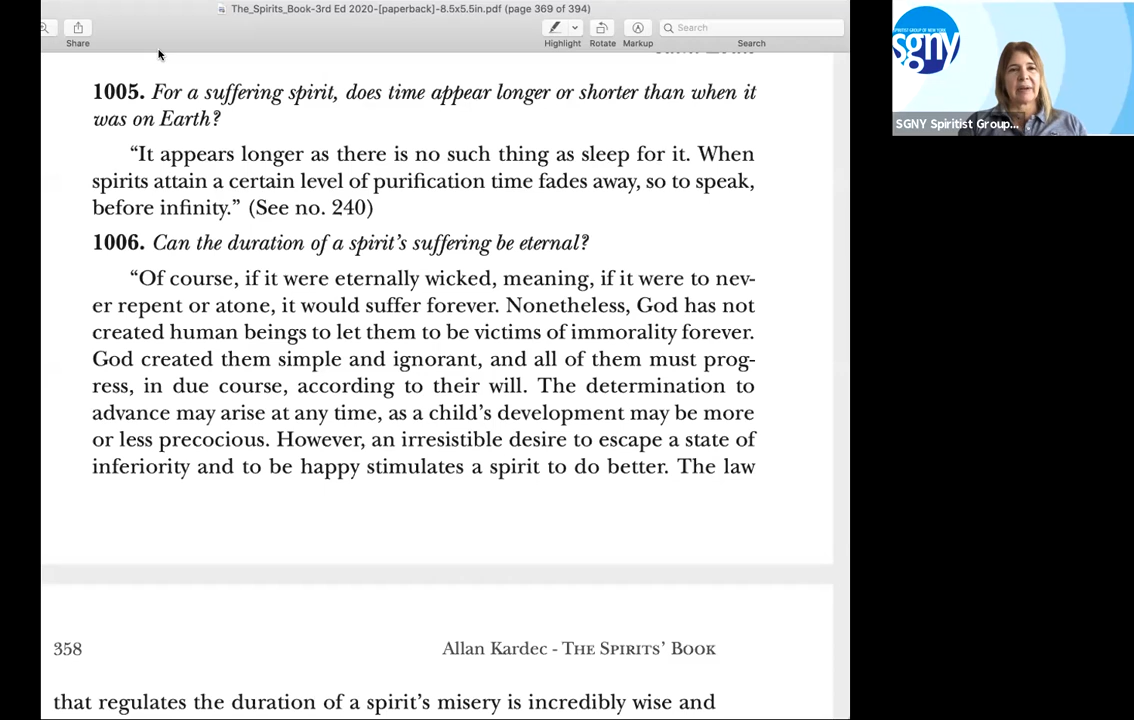 The_Spirits_Book-3rd Ed 2020-[paperback]-8.5x5.5in.pdf (page 369 of 394)
Share
Highlight
Rotate
Markup
Search
Search
1005. For a suffering spirit, does time appear longer or shorter than when it
was on Earth?
“It appears longer as there is no such thing as sleep for it. When
spirits attain a certain level of purification time fades away, so to speak,
before infinity.” (See no. 240)
1006. Can the duration of a spirit’s suffering be eternal?
“Of course, if it were eternally wicked, meaning, if it were to nev-
er repent or atone, it would suffer forever. Nonetheless, God has not
created human beings to let them to be victims of immorality forever.
God created them simple and ignorant, and all of them must prog-
ress, in due course, according to their will. The determination to
advance may arise at any time, as a child’s development may be more
or less precocious. However, an irresistible desire to escape a state of
inferiority and to be happy stimulates a spirit to do better. The law
358
Allan Kardec - THE SPIRITS’ BOOK
that regulates the duration of a spirit’s misery is incredibly wise and
SPIRITIST GROUP OF NEW YORK
sgny
SGNY Spiritist Group...